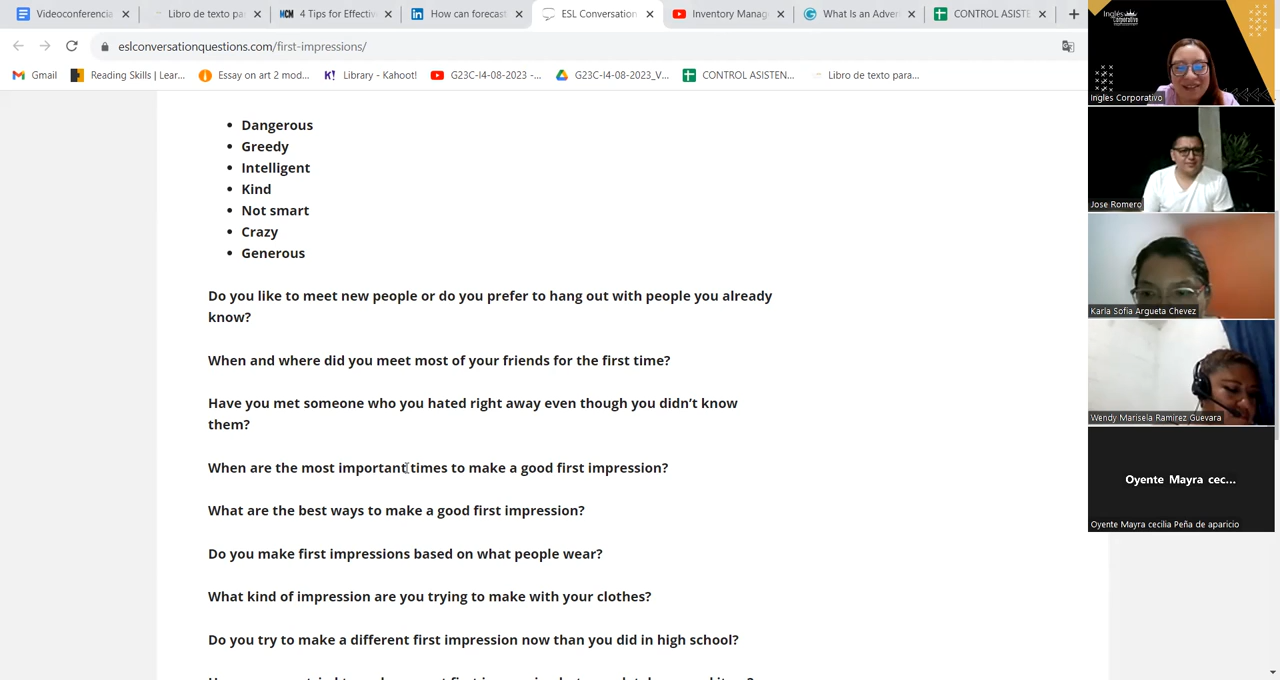 Videoconferencia
Libro de texto pa
4 Tips for Effectiv
How can forecast
ESL Conversation
Inventory Manag
What Is an Adver
CONTROL ASISTE
eslconversationquestions.com/first-impressions/
Gmail
Reading Skills | Lear...
Essay on art 2 mod...
Library - Kahoot!
G23C-I4-08-2023 -...
G23C-I4-08-2023_V...
CONTROL ASISTEN...
Libro de texto para...
• Dangerous
• Greedy
• Intelligent
• Kind
• Not smart
• Crazy
• Generous
Do you like to meet new people or do you prefer to hang out with people you already
know?
When and where did you meet most of your friends for the first time?
Have you met someone who you hated right away even though you didn’t know
them?
When are the most important times to make a good first impression?
What are the best ways to make a good first impression?
Do you make first impressions based on what people wear?
What kind of impression are you trying to make with your clothes?
Do you try to make a different first impression now than you did in high school?
Inglés
Corporativo
Ingles Corporativo
Jose Romero
Karla Sofia Argueta Chevez
Wendy Marisela Ramirez Guevara
Oyente Mayra cec...
Oyente Mayra cecilia Peña de aparicio